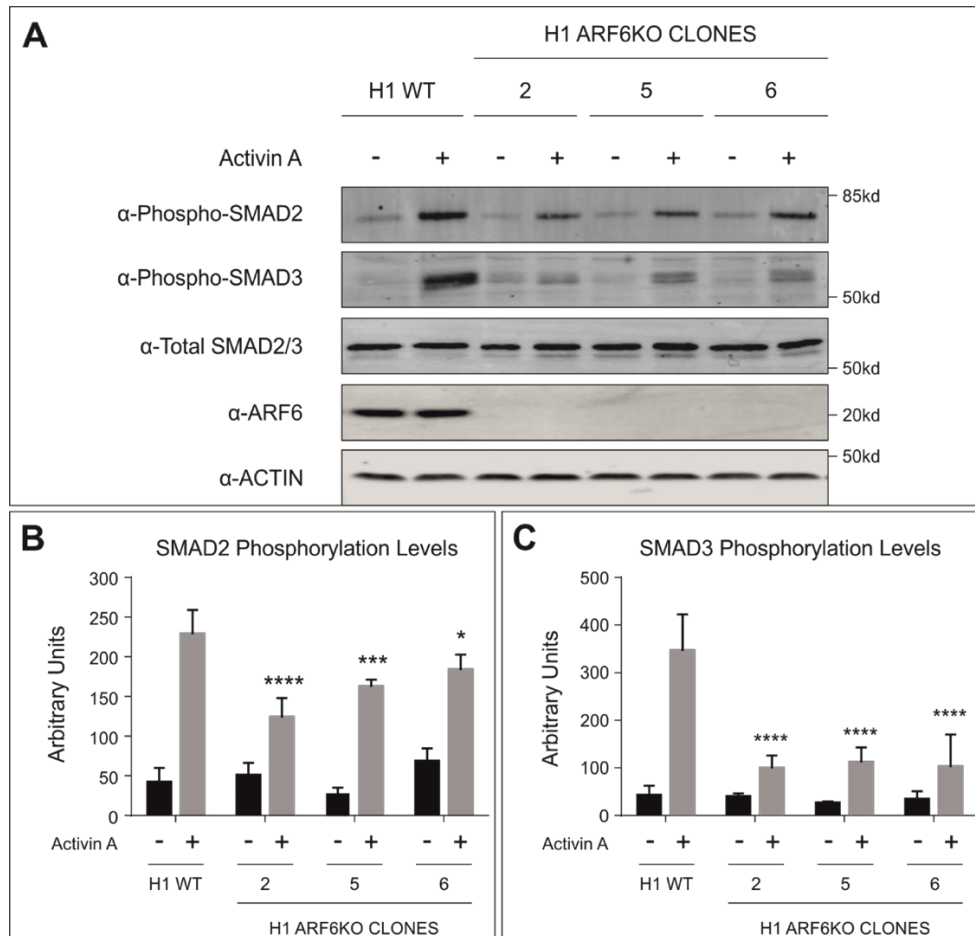 A
H1 ARF6KO CLONES
H1 WT 2 5 6
Activin A - + - + - + - +
α-Phospho-SMAD2 85kd
α-Phospho-SMAD3 50kd
α-Total SMAD2/3 50kd
α-ARF6 20kd
α-ACTIN 50kd
B
SMAD2 Phosphorylation Levels
Arbitrary Units
300
250
200
150
100
50
0
****
***
*
Activin A - + - + - + - +
H1 WT 2 5 6
H1 ARF6KO CLONES
C
SMAD3 Phosphorylation Levels
Arbitrary Units
500
400
300
200
100
0
****
****
****
Activin A - + - + - + - +
H1 WT 2 5 6
H1 ARF6KO CLONES